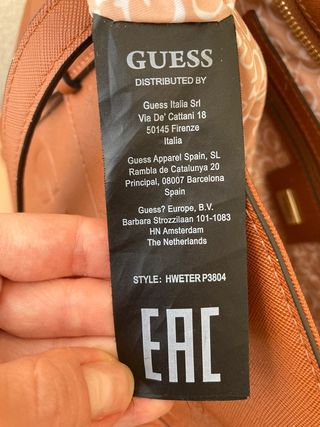 GUESS
DISTRIBUTED BY
Guess Italia Srl
Via De' Cattani 18
50145 Firenze
Italia
Guess Apparel Spain, SL
Rambla de Catalunya 20
Principal, 08007 Barcelona
Spain
Guess? Europe, B.V.
Barbara Strozzilaan 101-1083
HN Amsterdam
The Netherlands
STYLE: HWETER P3804
EAC